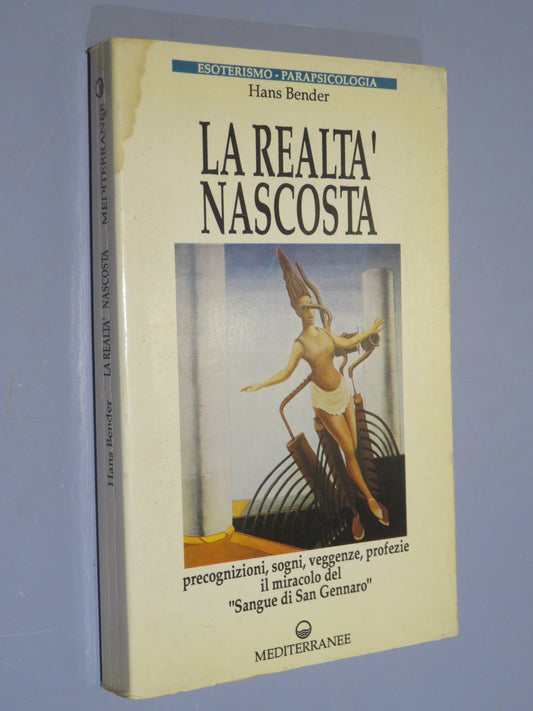 ESOTERISMO - PARAPSICOLOGIA
Hans Bender
LA REALTA'
NASCOSTA
precognizioni, sogni, veggenze, profezie
il miracolo del
"Sangue di San Gennaro"
MEDITERRANEE
Hans Bender LA REALTA' NASCOSTA MEDITERRANEE